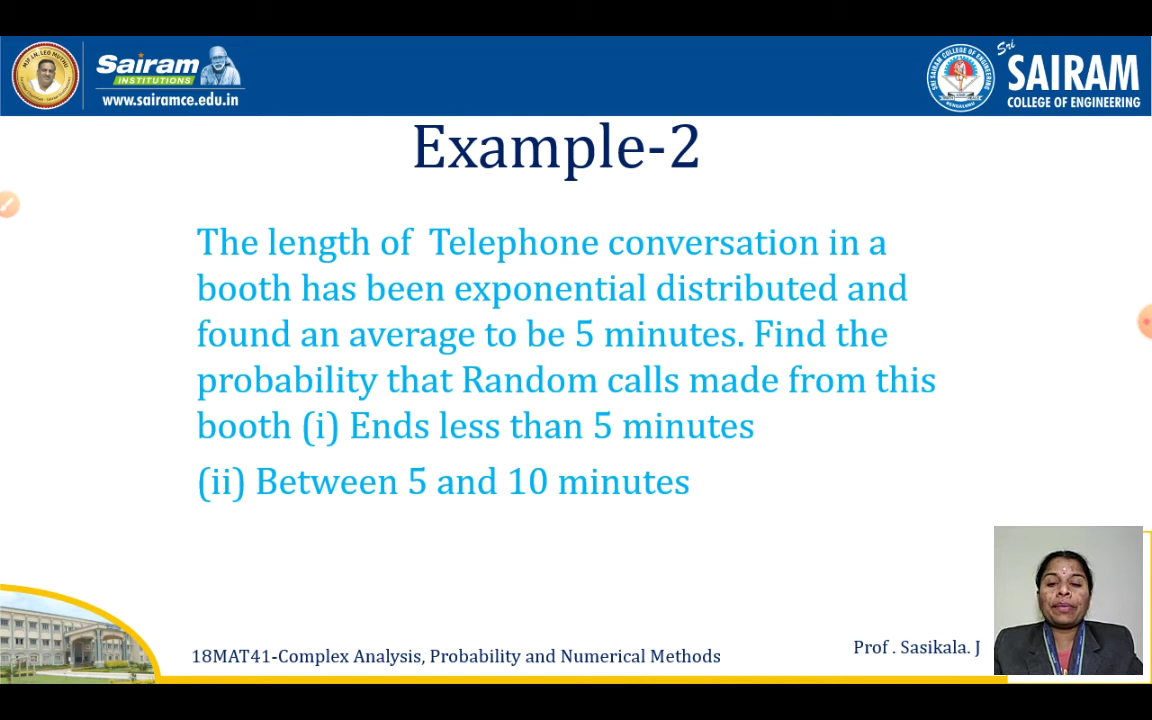 Sairam
INSTITUTIONS
www.sairamce.edu.in
Sri
SAIRAM
COLLEGE OF ENGINEERING
Example-2
The length of Telephone conversation in a
booth has been exponential distributed and
found an average to be 5 minutes. Find the
probability that Random calls made from this
booth (i) Ends less than 5 minutes
(ii) Between 5 and 10 minutes
18MAT41-Complex Analysis, Probability and Numerical Methods
Prof . Sasikala. J